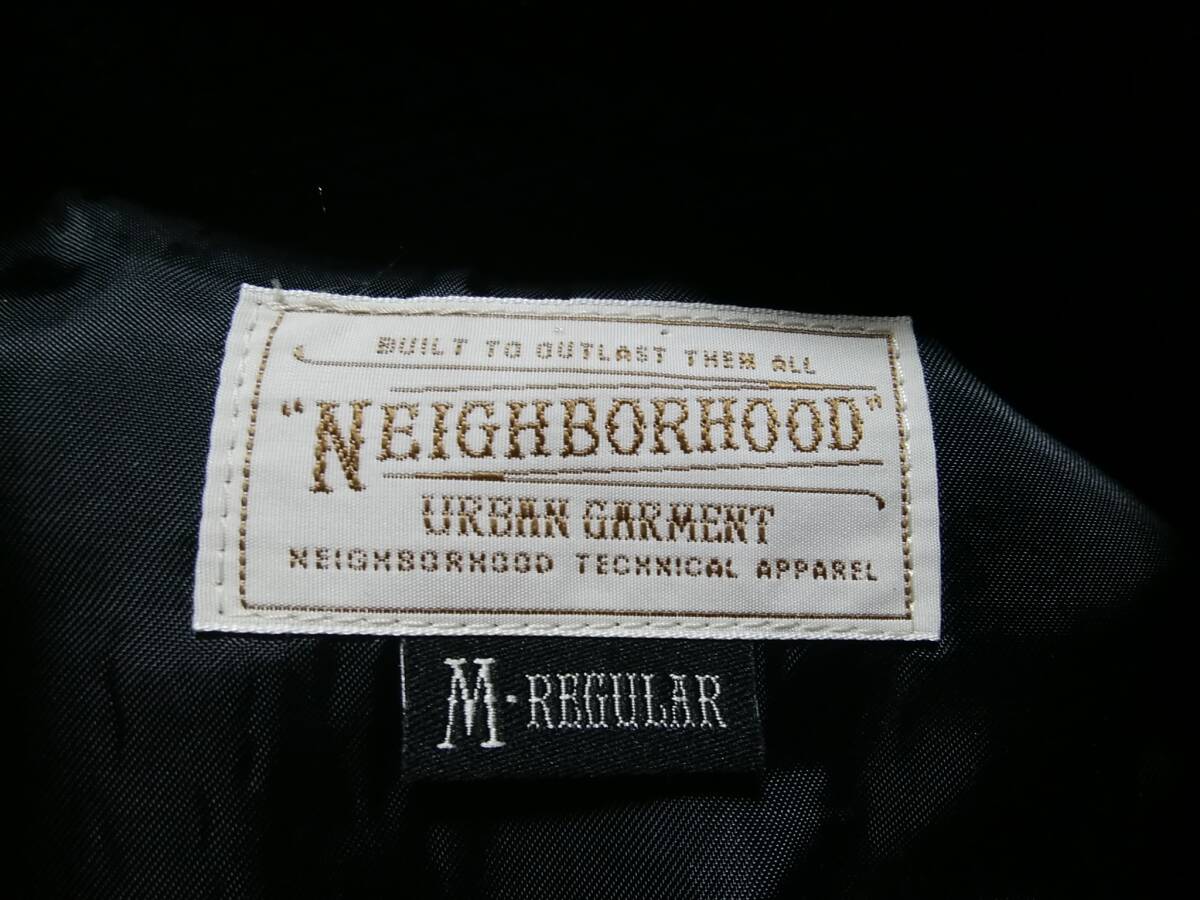 BUILT TO OUTLAST THEM ALL
"NEIGHBORHOOD"
URBAN GARMENT
NEIGHBORHOOD TECHNICAL APPAREL
M-REGULAR